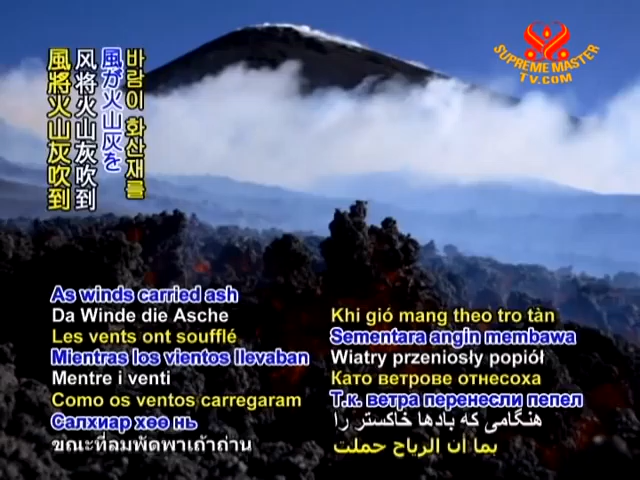 SUPREME MASTER
TV.COM
바람이 화산재를
風が火山灰を
风将火山灰吹到
風將火山灰吹到
As winds carried ash
Da Winde die Asche
Les vents ont soufflé
Mientras los vientos llevaban
Mentre i venti
Como os ventos carregaram
Салхиар хөө нь
ขณะที่ลมพัดพาเถ้าถ่าน
Khi gió mang theo tro tàn
Sementara angin membawa
Wiatry przeniosły popiół
Като ветрове отнесоха
Т.к. ветра перенесли пепел
هنگامی که بادها خاکستر را
بما أن الرياح حملت